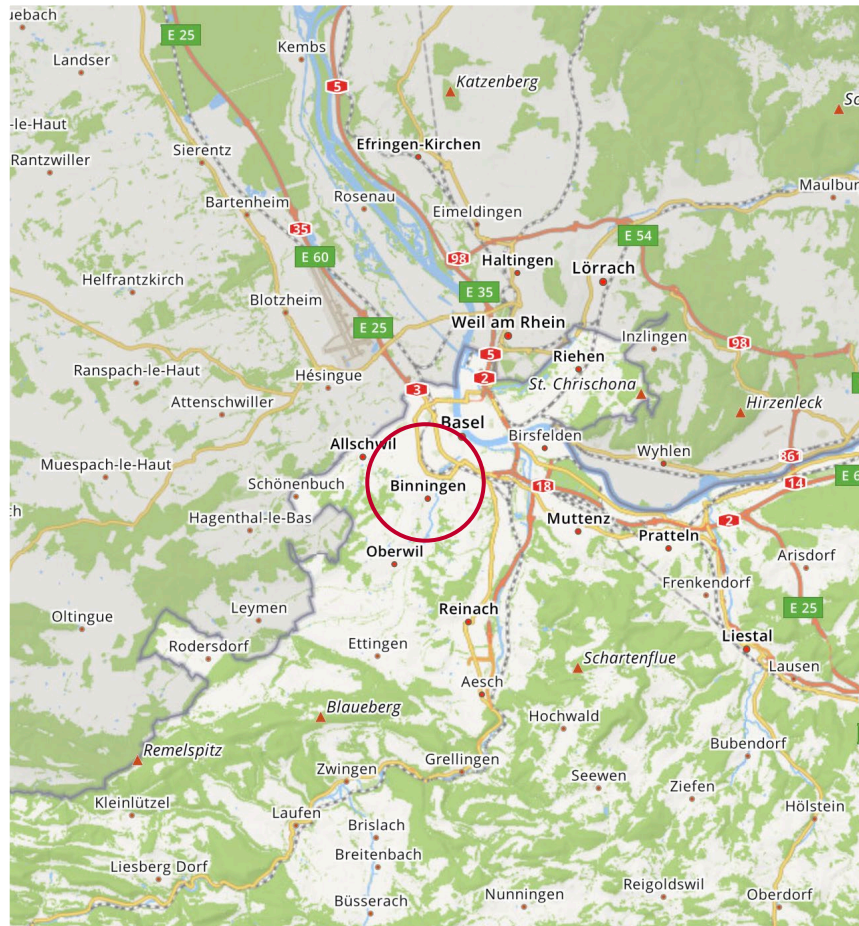 uebach
E 25
Kembs
Landser
5
Katzenberg
Sc
-le-Haut
Efringen-Kirchen
Rantzwiller
Sierentz
Maulbur
Bartenheim
Rosenau
Eimeldingen
35
E 54
E 60
98
Haltingen
Lörrach
Helfrantzkirch
E 35
Blotzheim
E 25
Weil am Rhein
Inzlingen
98
5
Riehen
Ranspach-le-Haut
Hésingue
2
St. Chrischona
3
Attenschwiller
Hirzenleck
Basel
Birsfelden
Allschwil
Wyhlen
Muespach-le-Haut
E 6
Schönenbuch
Binningen
18
14
Hagenthal-le-Bas
Muttenz
2
Pratteln
Oberwil
Arisdorf
Frenkendorf
Leymen
Reinach
E 25
Oltingue
Rodersdorf
Ettingen
Liestal
Schartenflue
Lausen
Aesch
Blaueberg
Hochwald
Remelspitz
Bubendorf
Grellingen
Zwingen
Seewen
Ziefen
Kleinlützel
Laufen
Hölstein
Brislach
Breitenbach
Liesberg Dorf
Reigoldswil
Nunningen
Oberdorf
Büsserach